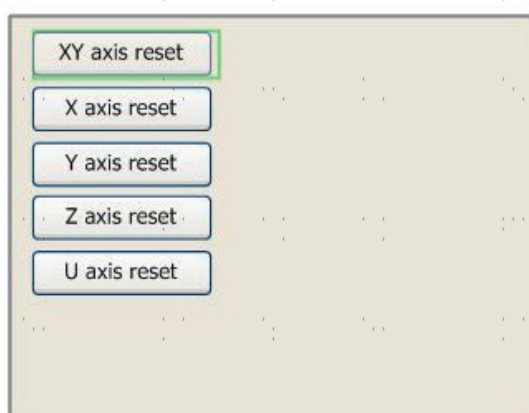 XY axis reset
X axis reset
Y axis reset
Z axis reset
U axis reset